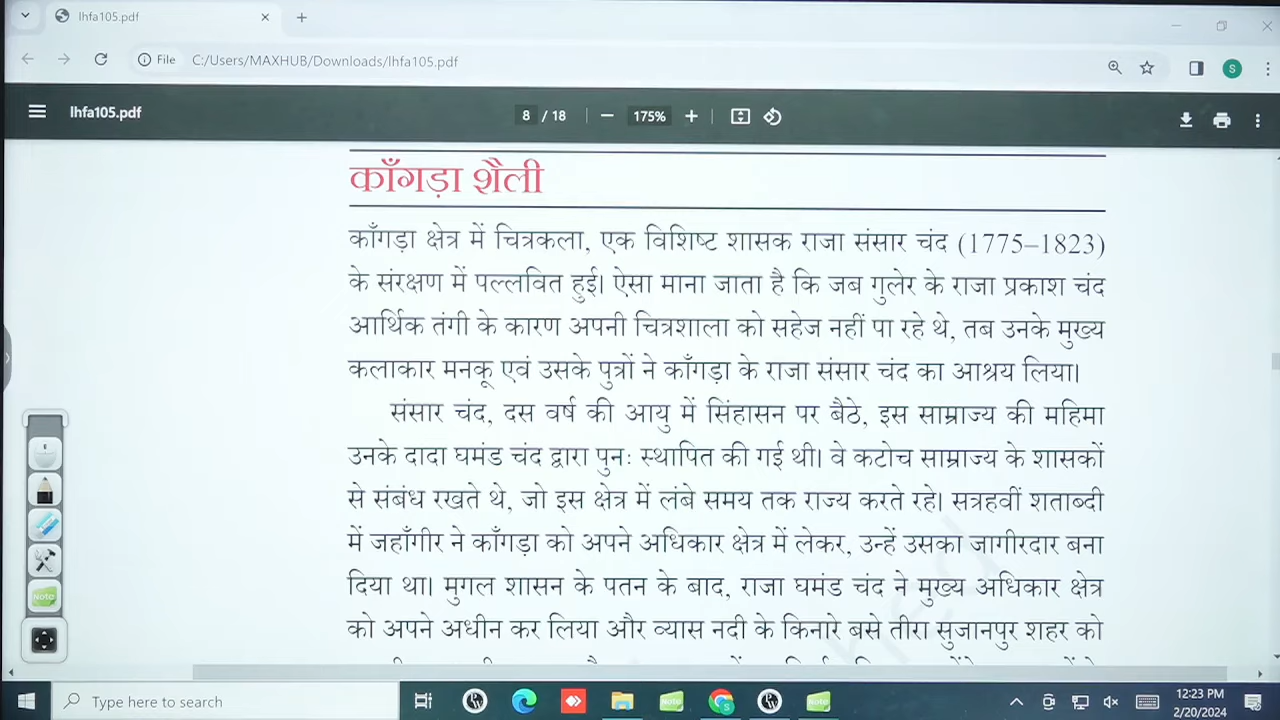 lhfa105.pdf
File C:/Users/MAXHUB/Downloads/lhfa105.pdf
S
lhfa105.pdf 8 / 18 175%
काँगड़ा शैली
काँगड़ा क्षेत्र में चित्रकला, एक विशिष्ट शासक राजा संसार चंद (1775–1823)
के संरक्षण में पल्लवित हुई। ऐसा माना जाता है कि जब गुलेर के राजा प्रकाश चंद
आर्थिक तंगी के कारण अपनी चित्रशाला को सहेज नहीं पा रहे थे, तब उनके मुख्य
कलाकार मनकू एवं उसके पुत्रों ने काँगड़ा के राजा संसार चंद का आश्रय लिया।
संसार चंद, दस वर्ष की आयु में सिंहासन पर बैठे, इस साम्राज्य की महिमा
उनके दादा घमंड चंद द्वारा पुनः स्थापित की गई थी। वे कटोच साम्राज्य के शासकों
से संबंध रखते थे, जो इस क्षेत्र में लंबे समय तक राज्य करते रहे। सत्रहवीं शताब्दी
में जहाँगीर ने काँगड़ा को अपने अधिकार क्षेत्र में लेकर, उन्हें उसका जागीरदार बना
दिया था। मुगल शासन के पतन के बाद, राजा घमंड चंद ने मुख्य अधिकार क्षेत्र
को अपने अधीन कर लिया और व्यास नदी के किनारे बसे तीरा सुजानपुर शहर को
Note
Type here to search
Note
Note
12:23 PM
2/20/2024